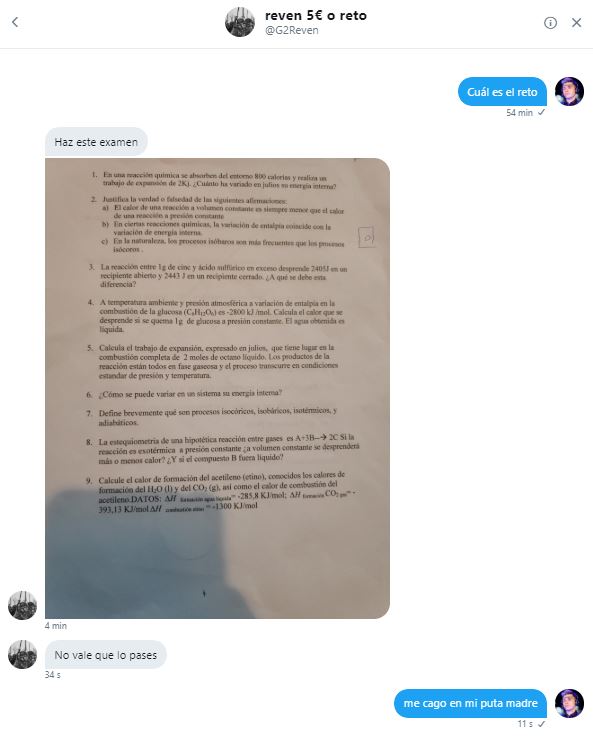 reven 5€ o reto
@G2Reven
Cuál es el reto
54 min
Haz este examen
1. En una reacción química se absorben del entorno 800 calorías y realiza un
trabajo de expansión de 2Kj. ¿Cuánto ha variado en julios su energía interna?
2. Justifica la verdad o falsedad de las siguientes afirmaciones:
a) El calor de una reacción a volumen constante es siempre menor que el calor
de una reacción a presión constante
b) En ciertas reacciones químicas, la variación de entalpía coincide con la
variación de energía interna.
c) En la naturaleza, los procesos isóbaros son más frecuentes que los procesos
isócoros .
3. La reacción entre 1g de cinc y ácido sulfúrico en exceso desprende 2405J en un
recipiente abierto y 2443 J en un recipiente cerrado. ¿A qué se debe esta
diferencia?
4. A temperatura ambiente y presión atmosférica a variación de entalpía en la
combustión de la glucosa (C₆H₁₂O₆) es -2800 kJ /mol. Calcula el calor que se
desprende si se quema 1g de glucosa a presión constante. El agua obtenida es
líquida.
5. Calcula el trabajo de expansión, expresado en julios, que tiene lugar en la
combustión completa de 2 moles de octano líquido. Los productos de la
reacción están todos en fase gaseosa y el proceso transcurre en condiciones
estandar de presión y temperatura.
6. ¿Cómo se puede variar en un sistema su energía interna?
7. Define brevemente qué son procesos isocóricos, isobáricos, isotérmicos, y
adiabáticos.
8. La estequiometría de una hipotética reacción entre gases es A+3B--→ 2C Si la
reacción es exotérmica a presión constante ¿a volumen constante se desprenderá
más o menos calor? ¿Y si el compuesto B fuera líquido?
9. Calcule el calor de formación del acetileno (etino), conocidos los calores de
formación del H₂O (l) y del CO₂ (g), así como el calor de combustión del
acetileno.DATOS: ΔH formación agua líquida= -285,8 KJ/mol; ΔH formación CO₂ gas= -
393,13 KJ/mol ΔH combustión etino = -1300 KJ/mol
4 min
No vale que lo pases
34 s
me cago en mi puta madre
11 s